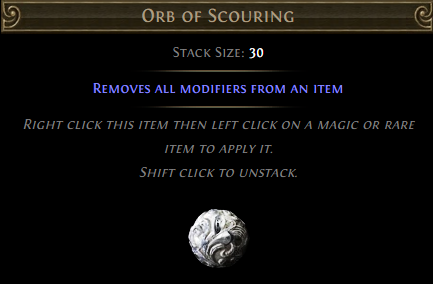 Orb of Scouring
Stack Size: 30
Removes all modifiers from an item
Right click this item then left click on a magic or rare
item to apply it.
Shift click to unstack.